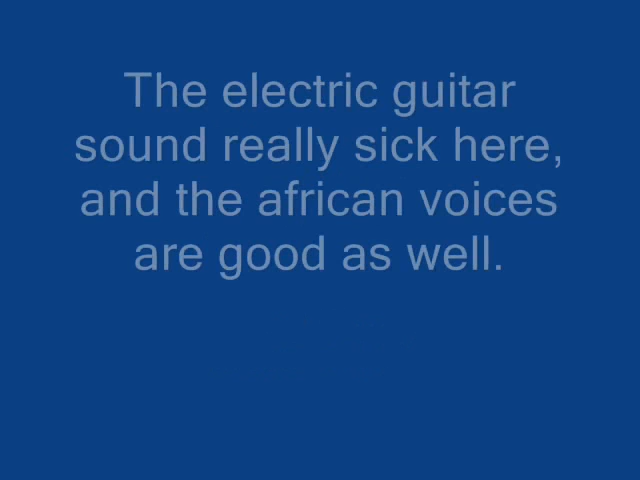 The electric guitar
sound really sick here,
and the african voices
are good as well.